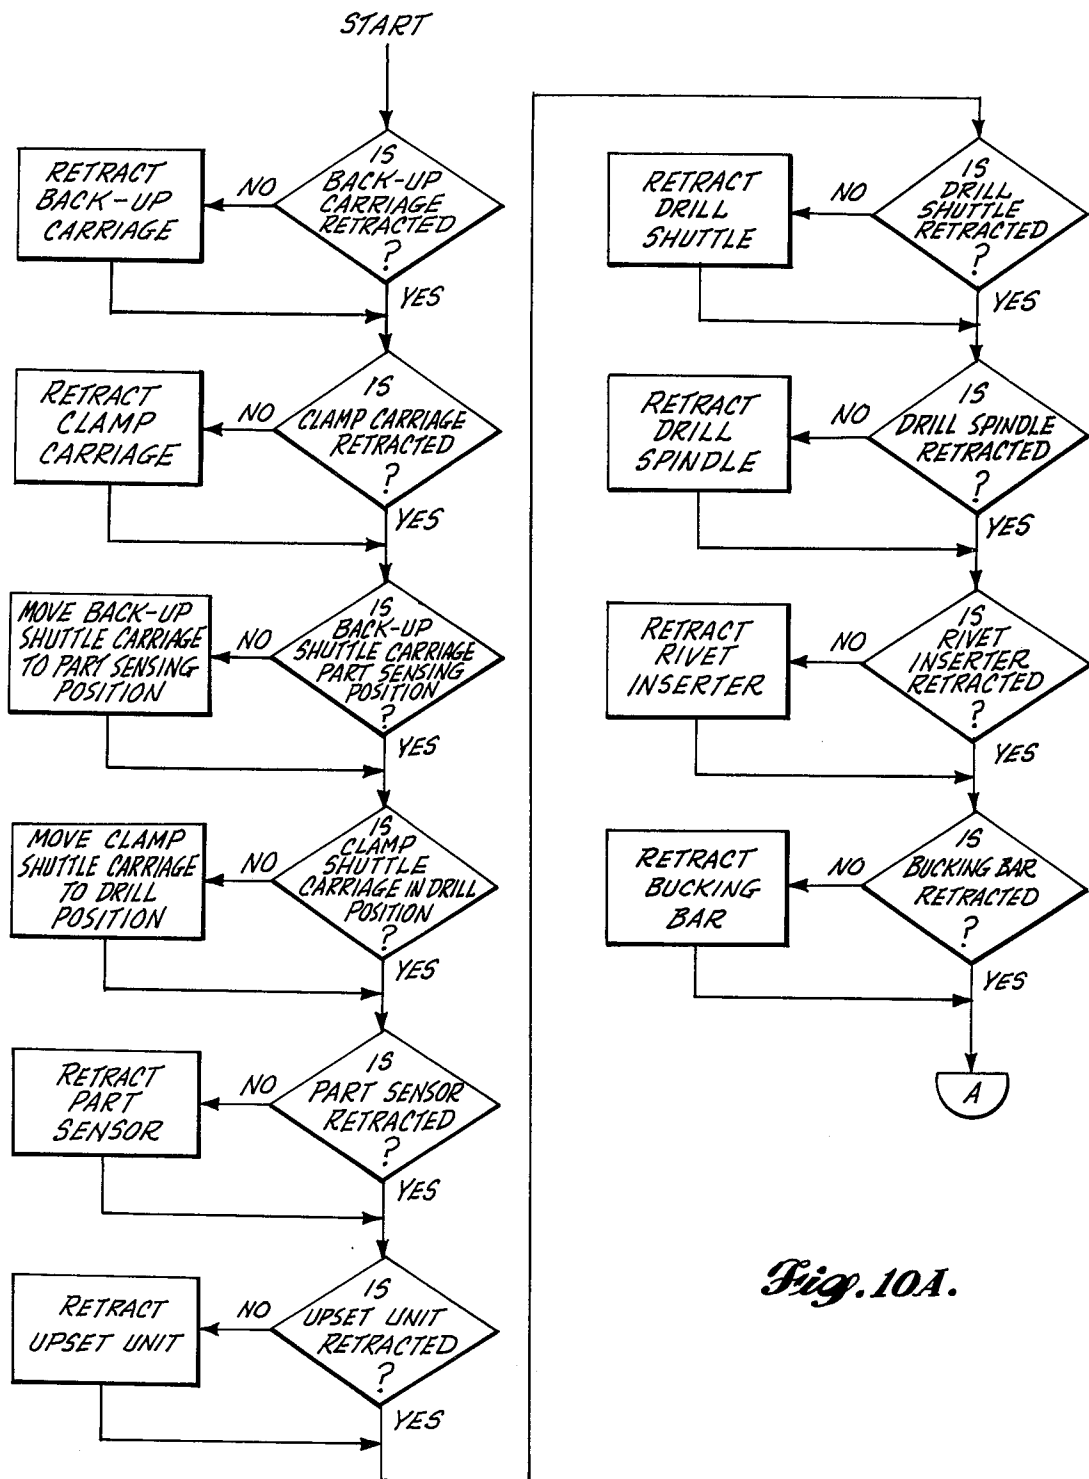 START
IS
BACK-UP
CARRIAGE
RETRACTED
?
NO
RETRACT
BACK-UP
CARRIAGE
YES
IS
CLAMP CARRIAGE
RETRACTED
?
NO
RETRACT
CLAMP
CARRIAGE
YES
IS
BACK-UP
SHUTTLE CARRIAGE
PART SENSING
POSITION
?
NO
MOVE BACK-UP
SHUTTLE CARRIAGE
TO PART SENSING
POSITION
YES
IS
CLAMP
SHUTTLE
CARRIAGE IN DRILL
POSITION
?
NO
MOVE CLAMP
SHUTTLE CARRIAGE
TO DRILL
POSITION
YES
IS
PART SENSOR
RETRACTED
?
NO
RETRACT
PART
SENSOR
YES
IS
UPSET UNIT
RETRACTED
?
NO
RETRACT
UPSET UNIT
YES
IS
DRILL
SHUTTLE
RETRACTED
?
NO
RETRACT
DRILL
SHUTTLE
YES
IS
DRILL SPINDLE
RETRACTED
?
NO
RETRACT
DRILL
SPINDLE
YES
IS
RIVET
INSERTER
RETRACTED
?
NO
RETRACT
RIVET
INSERTER
YES
IS
BUCKING BAR
RETRACTED
?
NO
RETRACT
BUCKING
BAR
YES
A
Fig. 10A.